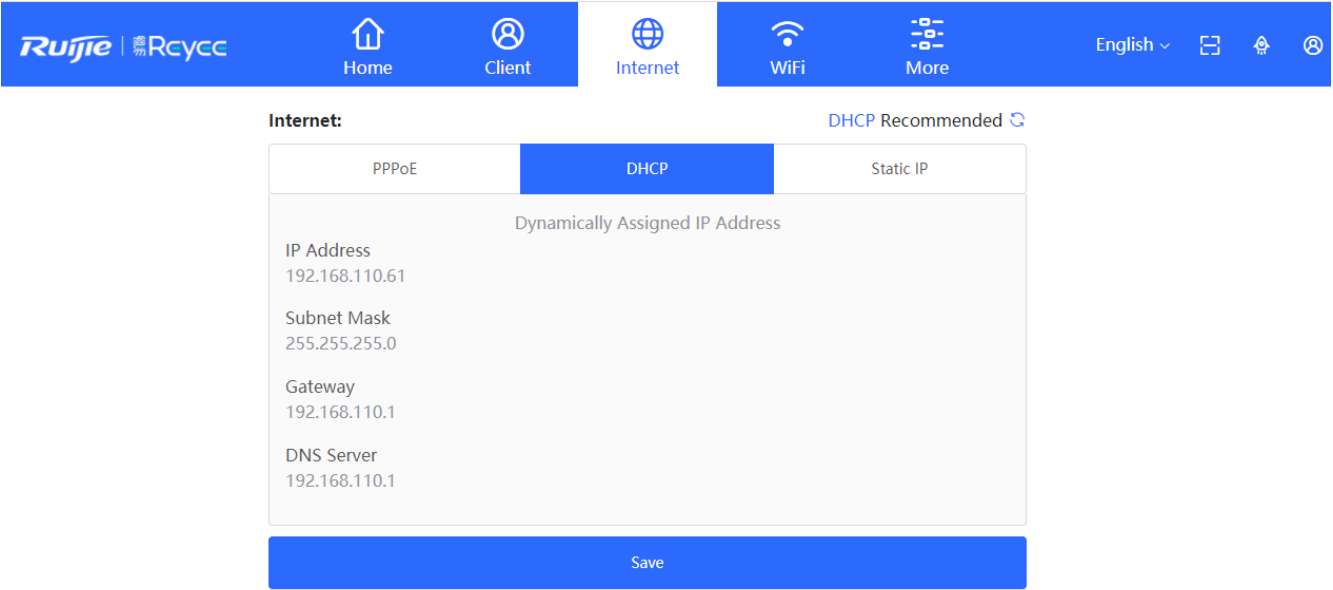 Ruijie | 睿易 Reyee
Home
Client
Internet
WiFi
More
English
Internet:
DHCP Recommended
PPPoE
DHCP
Static IP
Dynamically Assigned IP Address
IP Address
192.168.110.61
Subnet Mask
255.255.255.0
Gateway
192.168.110.1
DNS Server
192.168.110.1
Save